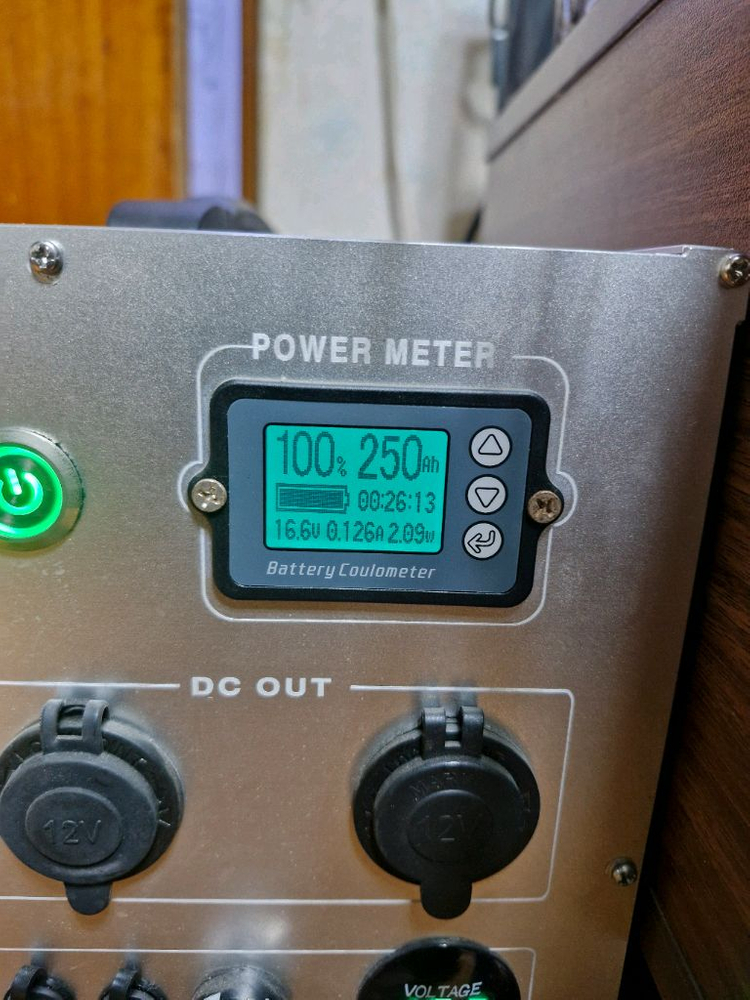 POWER METER
100% 250Ah
00:26:13
16.6V 0.126A 2.09W
Battery Coulometer
DC OUT
12V
12V
VOLTAGE